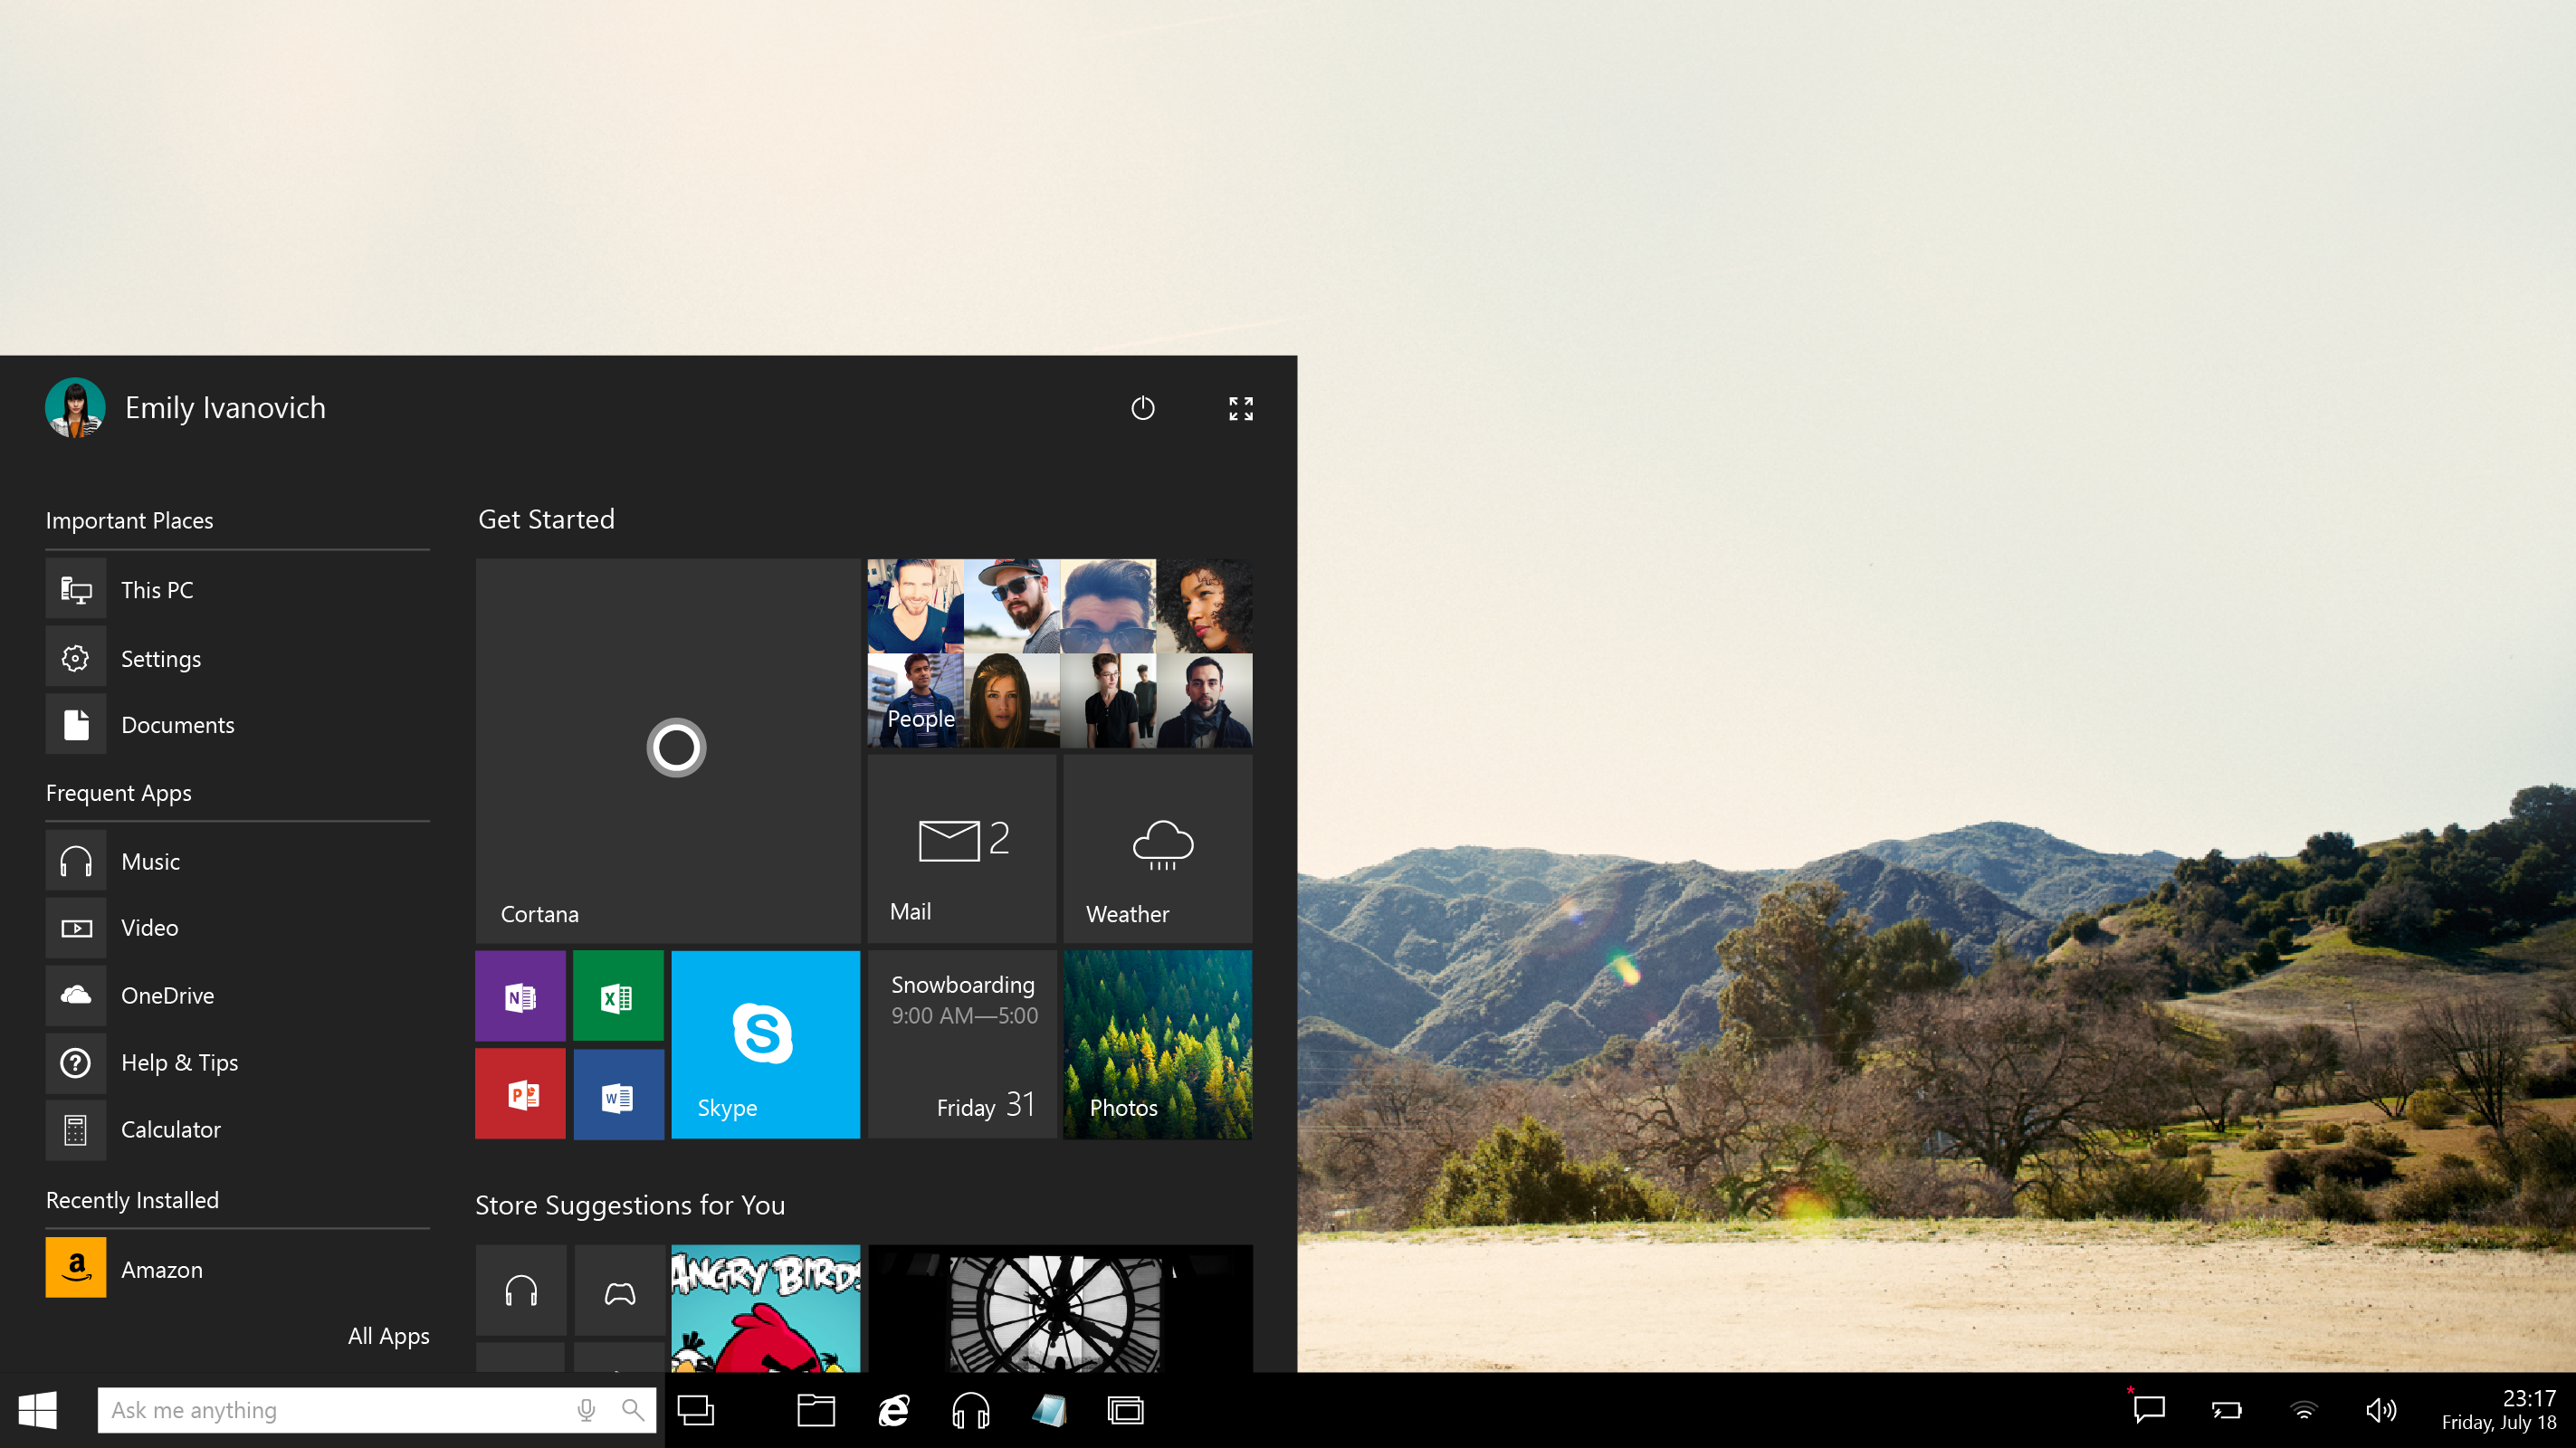 Emily Ivanovich
Important Places
This PC
Settings
Documents
Frequent Apps
Music
Video
OneDrive
Help & Tips
Calculator
Recently Installed
Amazon
All Apps
Get Started
Cortana
People
2
Mail
Weather
N
X
P
W
S
Skype
Snowboarding
9:00 AM—5:00
Friday 31
Photos
Store Suggestions for You
ANGRY BIRDS
Ask me anything
23:17
Friday, July 18